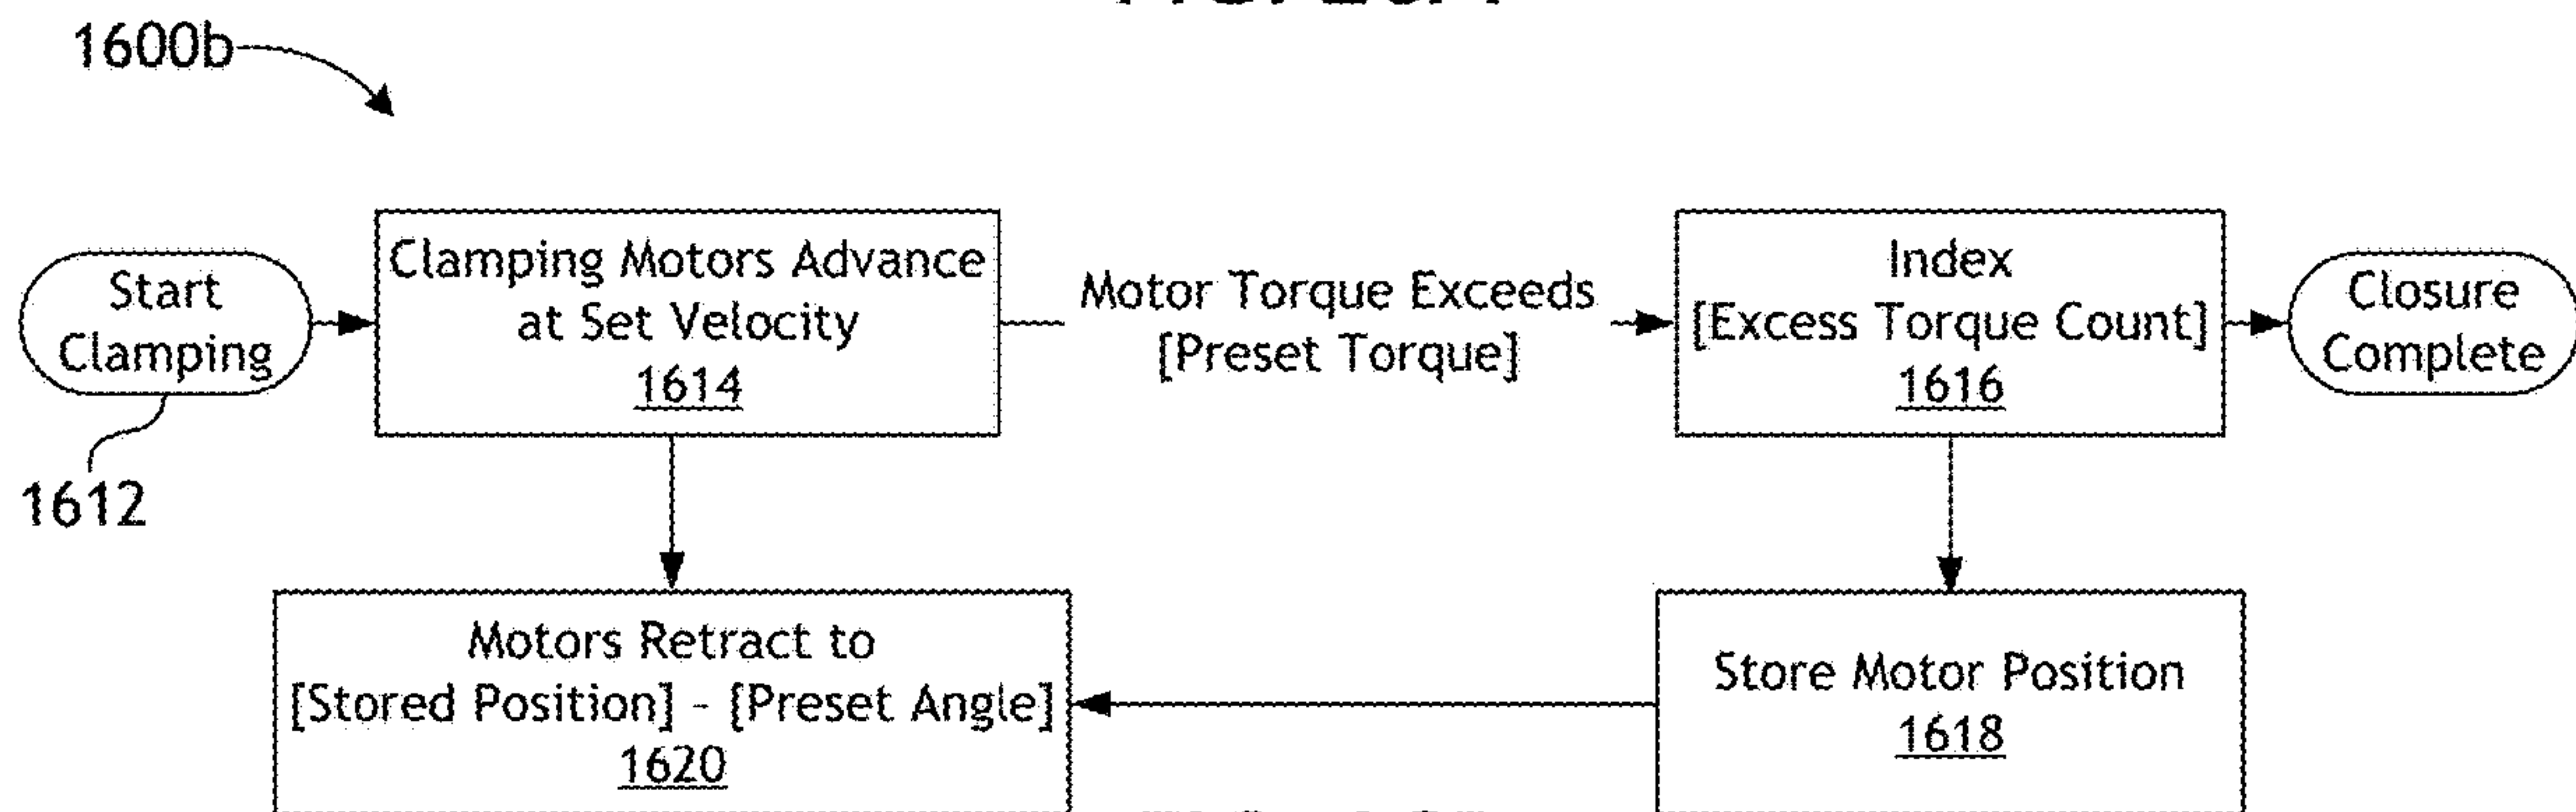 1600b
Start
Clamping
1612
Clamping Motors Advance
at Set Velocity
1614
Motor Torque Exceeds
[Preset Torque]
Index
[Excess Torque Count]
1616
Closure
Complete
Motors Retract to
[Stored Position] - [Preset Angle]
1620
Store Motor Position
1618